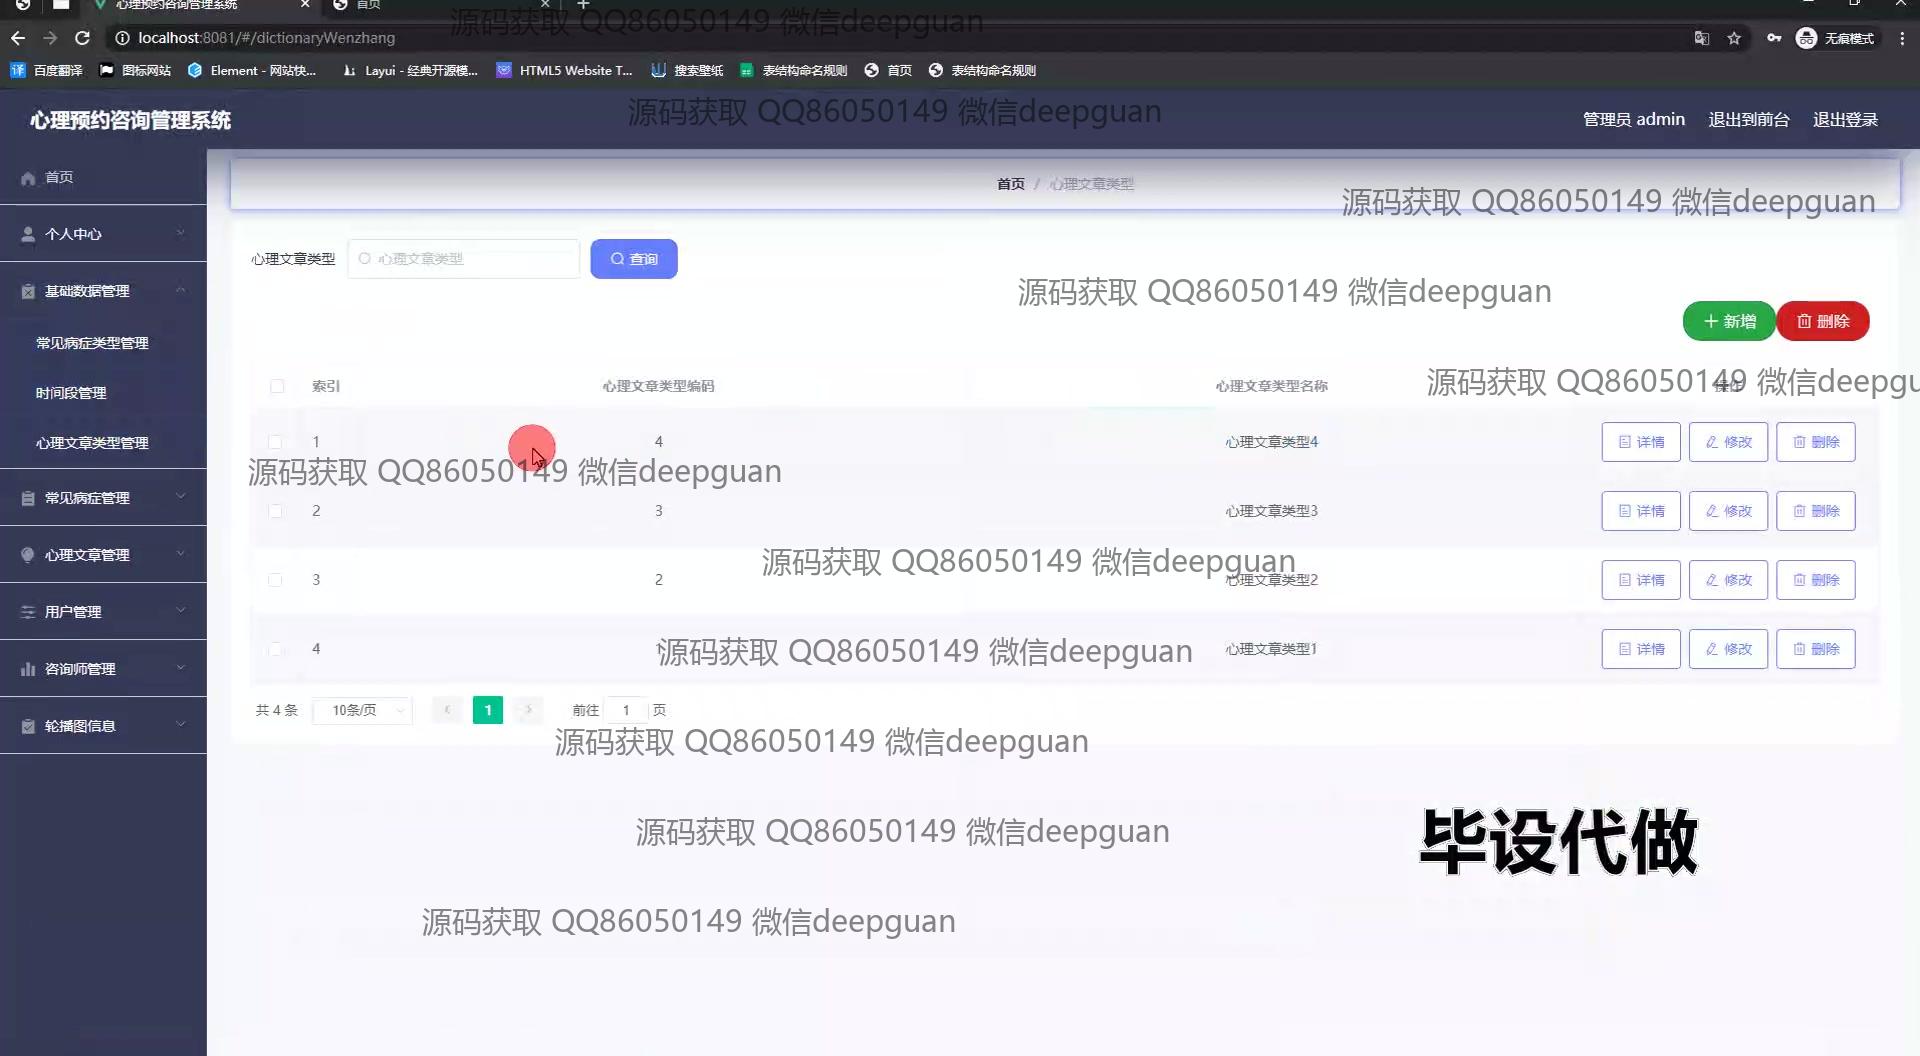 心理预约咨询管理系统
首页
localhost:8081/#/dictionaryWenzhang
无痕模式
百度翻译
图标网站
Element - 网站快...
Layui - 经典开源模...
HTML5 Website T...
搜索壁纸
表结构命名规则
首页
表结构命名规则
源码获取 QQ86050149 微信deepguan
源码获取 QQ86050149 微信deepguan
心理预约咨询管理系统
管理员 admin
退出到前台
退出登录
首页
个人中心
基础数据管理
常见病症类型管理
时间段管理
心理文章类型管理
常见病症管理
心理文章管理
用户管理
咨询师管理
轮播图信息
首页 / 心理文章类型
源码获取 QQ86050149 微信deepguan
心理文章类型
心理文章类型
查询
源码获取 QQ86050149 微信deepguan
新增
删除
索引 心理文章类型编码 心理文章类型名称 操作
源码获取 QQ86050149 微信deepgu
1 4 心理文章类型4 详情 修改 删除
源码获取 QQ86050149 微信deepguan
2 3 心理文章类型3 详情 修改 删除
源码获取 QQ86050149 微信deepguan
3 2 心理文章类型2 详情 修改 删除
4 心理文章类型1 详情 修改 删除
源码获取 QQ86050149 微信deepguan
共 4 条 10条/页 1 前往 1 页
源码获取 QQ86050149 微信deepguan
源码获取 QQ86050149 微信deepguan
毕设代做
源码获取 QQ86050149 微信deepguan